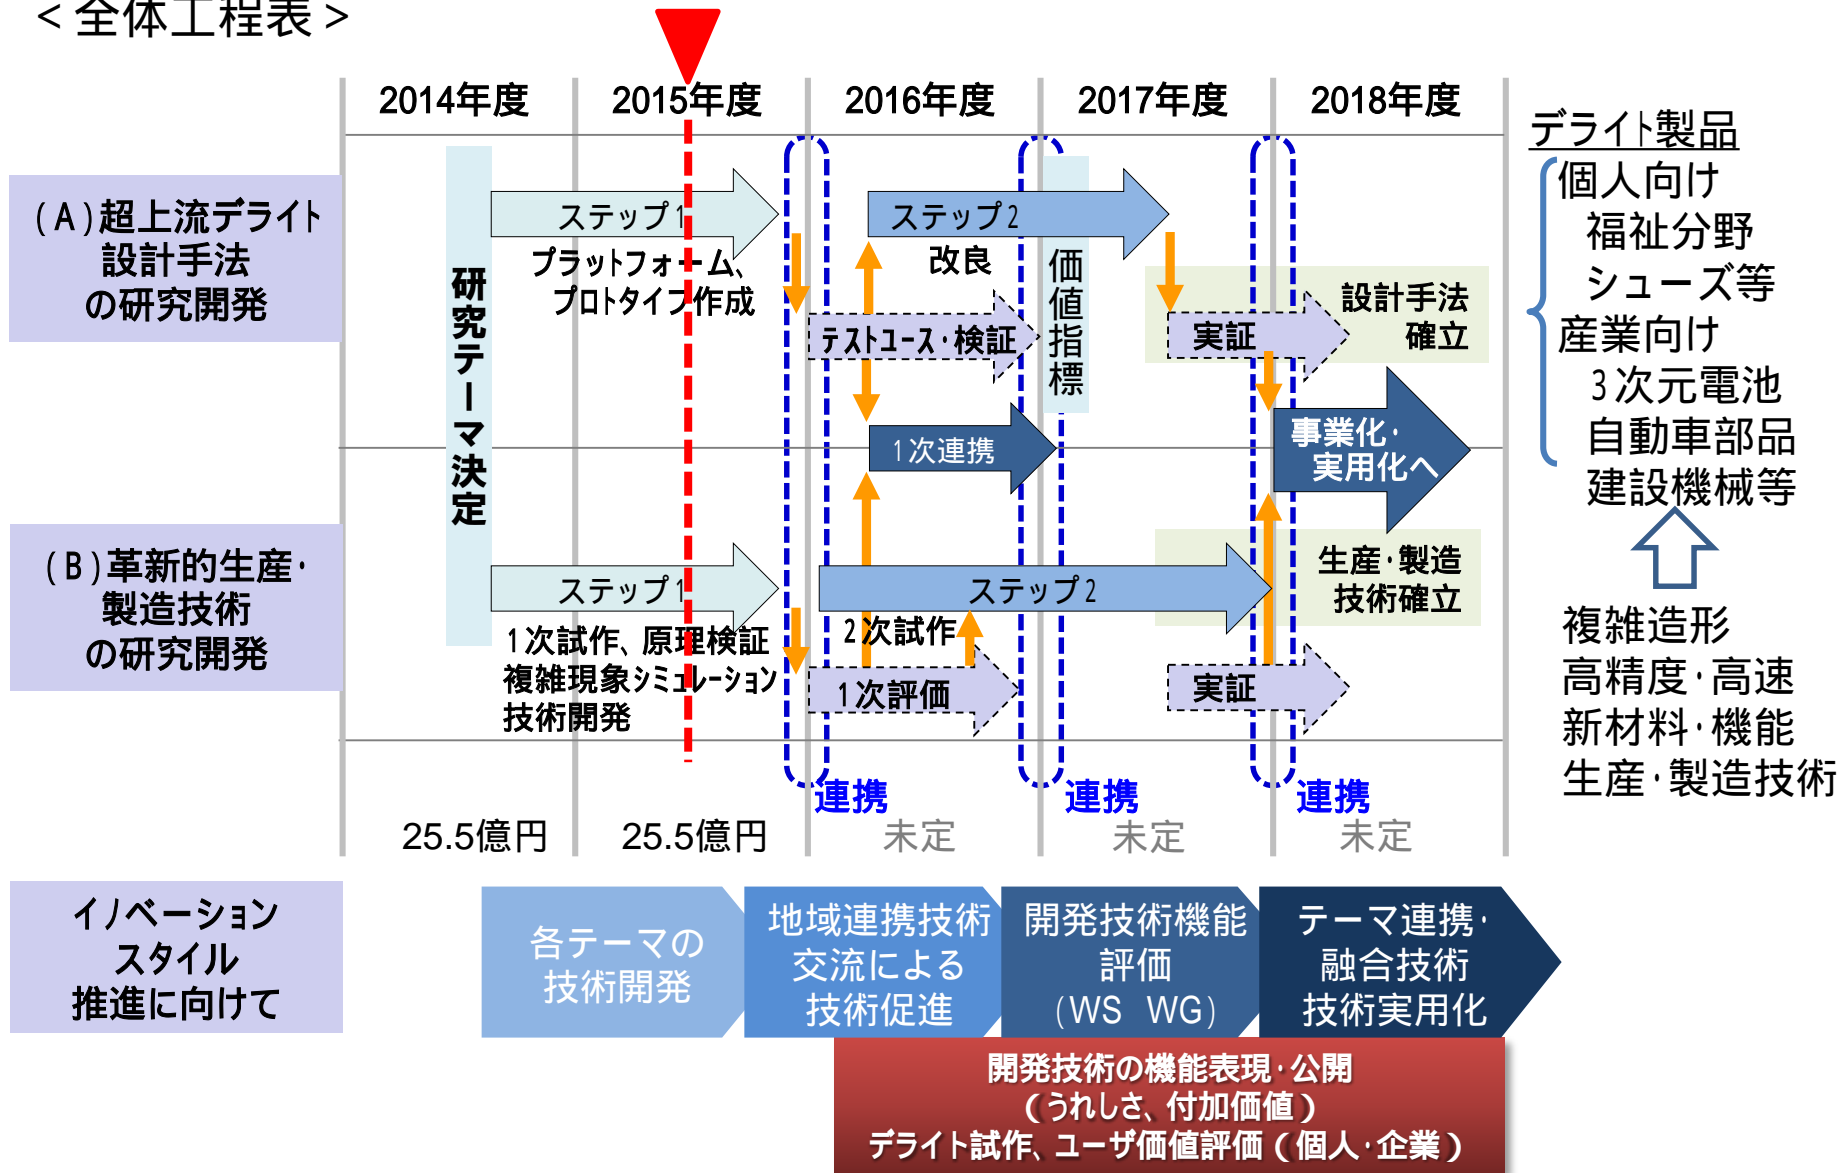 ＜全体工程表＞
2014年度
2015年度
2016年度
2017年度
2018年度
(A)超上流デライト
設計手法
の研究開発
研究テーマ決定
ステップ1
プラットフォーム、
プロトタイプ作成
ステップ2
改良
テストユース・検証
価値指標
実証
設計手法
確立
1次連携
事業化・
実用化へ
(B)革新的生産・
製造技術
の研究開発
ステップ1
1次試作、原理検証
複雑現象シミュレーション
技術開発
ステップ2
2次試作
1次評価
実証
生産・製造
技術確立
連携
連携
連携
25.5億円
25.5億円
未定
未定
未定
デライト製品
個人向け
福祉分野
シューズ等
産業向け
3次元電池
自動車部品
建設機械等
複雑造形
高精度・高速
新材料・機能
生産・製造技術
イノベーション
スタイル
推進に向けて
各テーマの
技術開発
地域連携技術
交流による
技術促進
開発技術機能
評価
(WS WG)
テーマ連携・
融合技術
技術実用化
開発技術の機能表現・公開
(うれしさ、付加価値)
デライト試作、ユーザ価値評価(個人・企業)